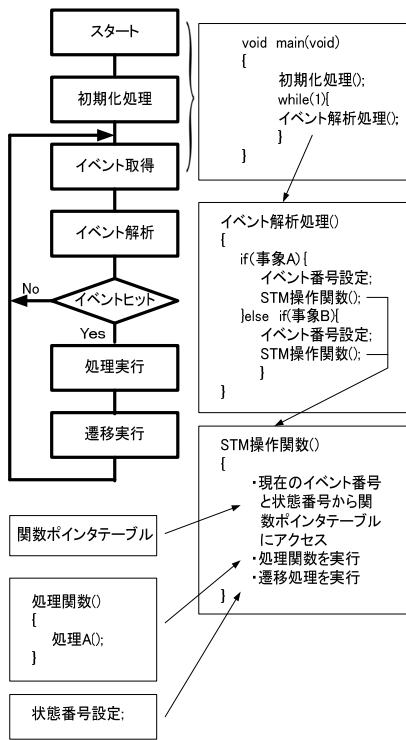 スタート
初期化処理
イベント取得
イベント解析
No
イベントヒット
Yes
処理実行
遷移実行
void main(void)
{
初期化処理();
while(1){
イベント解析処理();
}
}
イベント解析処理()
{
if(事象A){
イベント番号設定;
STM操作関数();
}else if(事象B){
イベント番号設定;
STM操作関数();
}
}
STM操作関数()
{
・現在のイベント番号
と状態番号から関
数ポインタテーブル
にアクセス
・処理関数を実行
・遷移処理を実行
}
関数ポインタテーブル
処理関数()
{
処理A();
}
状態番号設定;